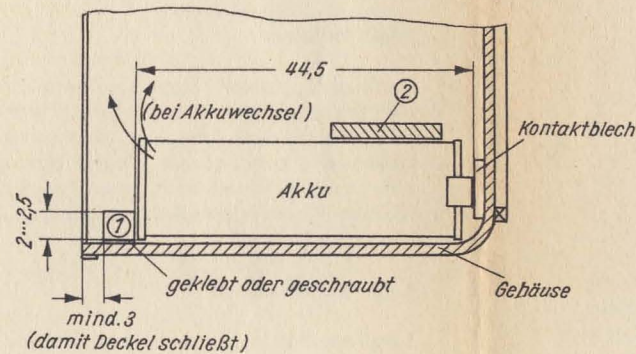 44,5
(bei Akkuwechsel)
②
Kontaktblech
Akku
2...2,5
①
geklebt oder geschraubt
Gehäuse
mind. 3
(damit Deckel schließt)